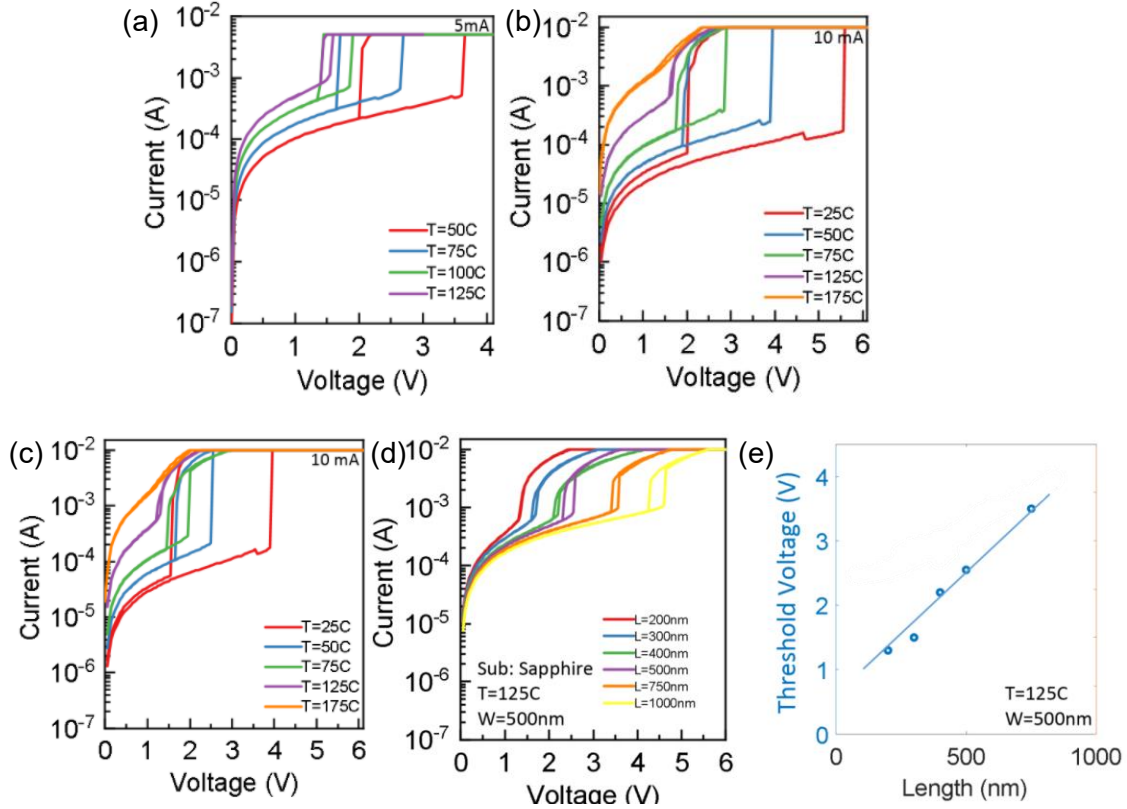 (a)
5mA
10⁻²
10⁻³
10⁻⁴
10⁻⁵
10⁻⁶
10⁻⁷
Current (A)
T=50C
T=75C
T=100C
T=125C
0 1 2 3 4
Voltage (V)
(b)
10 mA
10⁻²
10⁻³
10⁻⁴
10⁻⁵
10⁻⁶
10⁻⁷
Current (A)
T=25C
T=50C
T=75C
T=125C
T=175C
0 1 2 3 4 5 6
Voltage (V)
(c)
10 mA
10⁻²
10⁻³
10⁻⁴
10⁻⁵
10⁻⁶
10⁻⁷
Current (A)
T=25C
T=50C
T=75C
T=125C
T=175C
0 1 2 3 4 5 6
Voltage (V)
(d)
10⁻²
10⁻³
10⁻⁴
10⁻⁵
10⁻⁶
10⁻⁷
Current (A)
L=200nm
L=300nm
L=400nm
L=500nm
L=750nm
L=1000nm
Sub: Sapphire
T=125C
W=500nm
0 1 2 3 4 5 6
Voltage (V)
(e)
4
3
2
1
0
Threshold Voltage (V)
T=125C
W=500nm
0 500 1000
Length (nm)